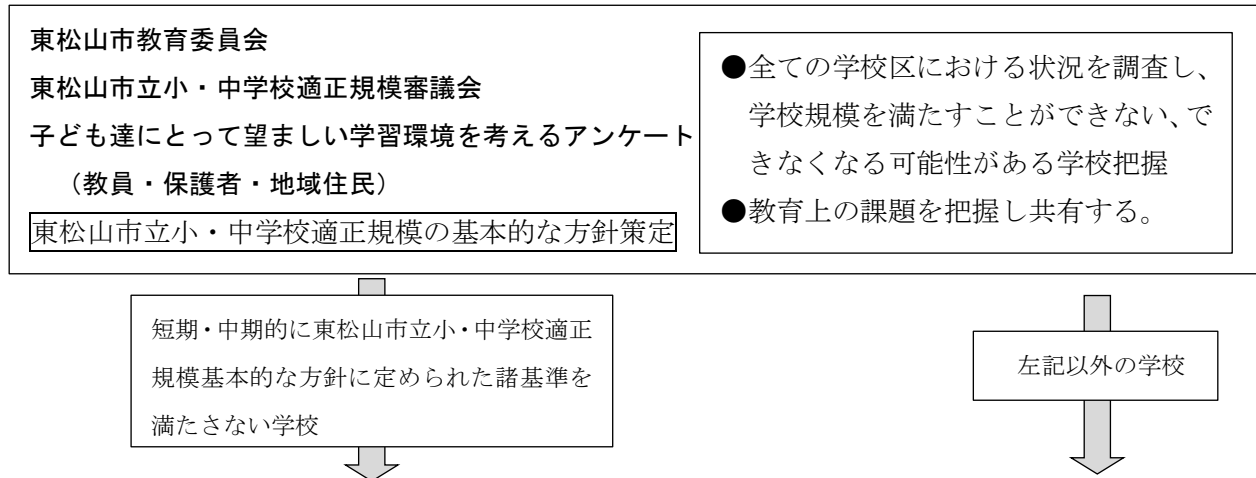 東松山市教育委員会
東松山市立小・中学校適正規模審議会
子ども達にとって望ましい学習環境を考えるアンケート
（教員・保護者・地域住民）
東松山市立小・中学校適正規模の基本的な方針策定
●全ての学校区における状況を調査し、
学校規模を満たすことができない、で
きなくなる可能性がある学校把握
●教育上の課題を把握し共有する。
短期・中期的に東松山市立小・中学校適正
規模基本的な方針に定められた諸基準を
満たさない学校
左記以外の学校